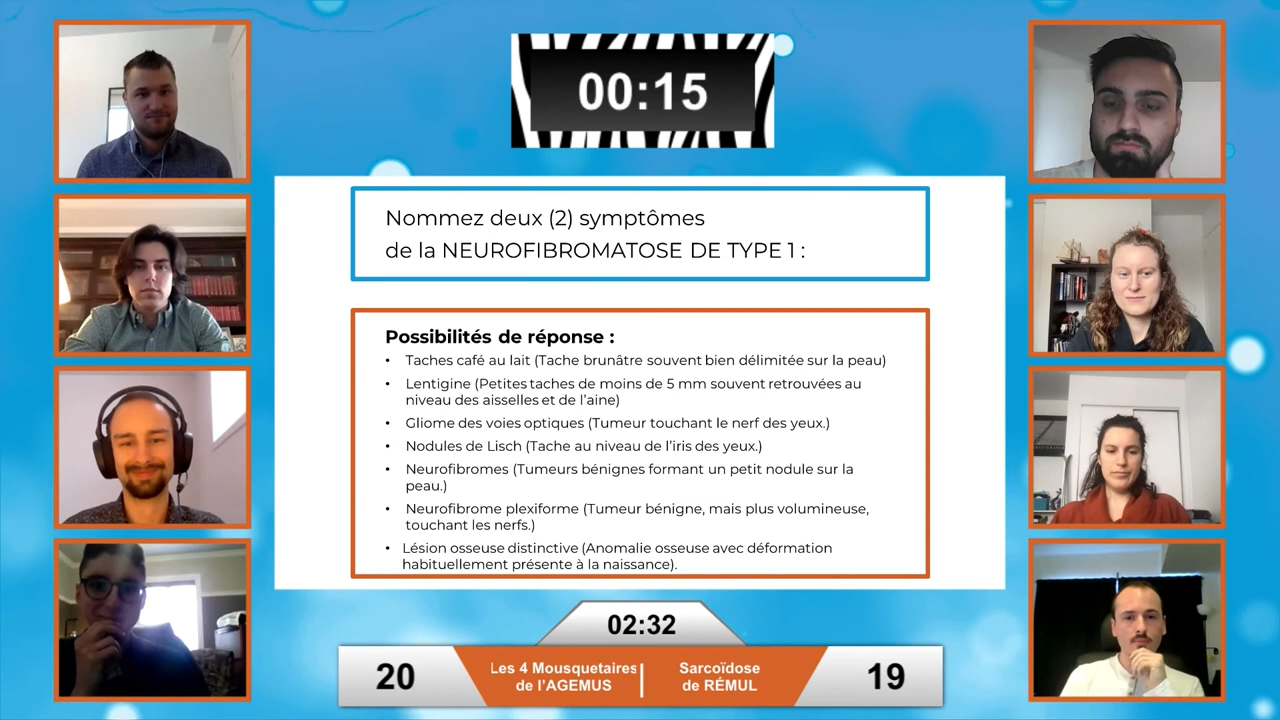 00:15
Nommez deux (2) symptômes
de la NEUROFIBROMATOSE DE TYPE 1 :
Possibilités de réponse :
• Taches café au lait (Tache brunâtre souvent bien délimitée sur la peau)
• Lentigine (Petites taches de moins de 5 mm souvent retrouvées au
niveau des aisselles et de l'aine)
• Gliome des voies optiques (Tumeur touchant le nerf des yeux.)
• Nodules de Lisch (Tache au niveau de l'iris des yeux.)
• Neurofibromes (Tumeurs bénignes formant un petit nodule sur la
peau.)
• Neurofibrome plexiforme (Tumeur bénigne, mais plus volumineuse,
touchant les nerfs.)
• Lésion osseuse distinctive (Anomalie osseuse avec déformation
habituellement présente à la naissance).
02:32
20
Les 4 Mousquetaires
de l'AGEMUS
Sarcoïdose
de RÉMUL
19